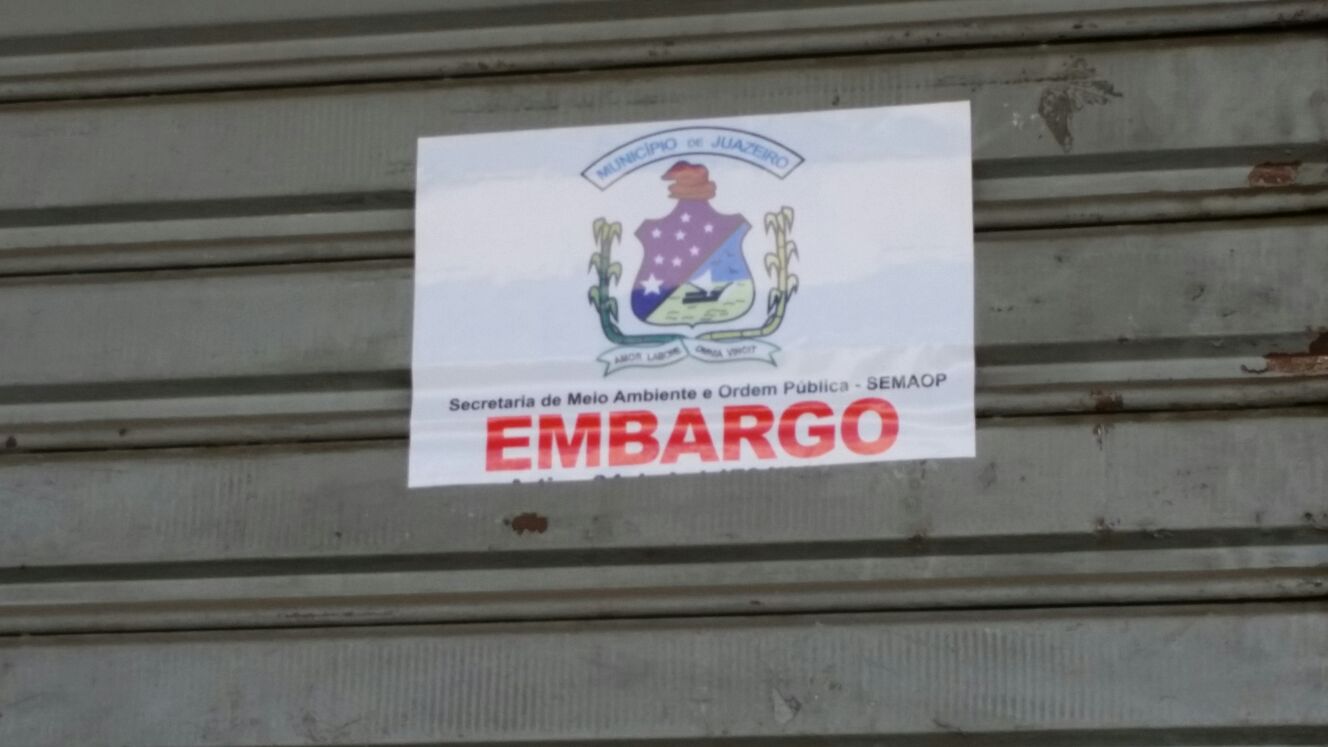 MUNICÍPIO DE JUAZEIRO
AMOR LABORE OMNIA VINCIT
Secretaria de Meio Ambiente e Ordem Pública - SEMAOP
EMBARGO